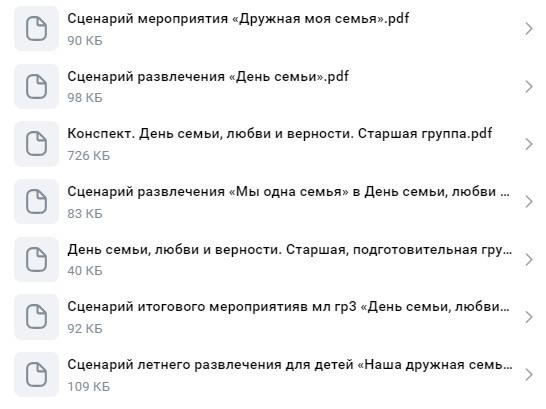 Сценарий мероприятия «Дружная моя семья».pdf
90 КБ
Сценарий развлечения «День семьи».pdf
98 КБ
Конспект. День семьи, любви и верности. Старшая группа.pdf
726 КБ
Сценарий развлечения «Мы одна семья» в День семьи, любви ...
83 КБ
День семьи, любви и верности. Старшая, подготовительная гру...
40 КБ
Сценарий итогового мероприятияв мл гр3 «День семьи, любви...
92 КБ
Сценарий летнего развлечения для детей «Наша дружная семь...
109 КБ